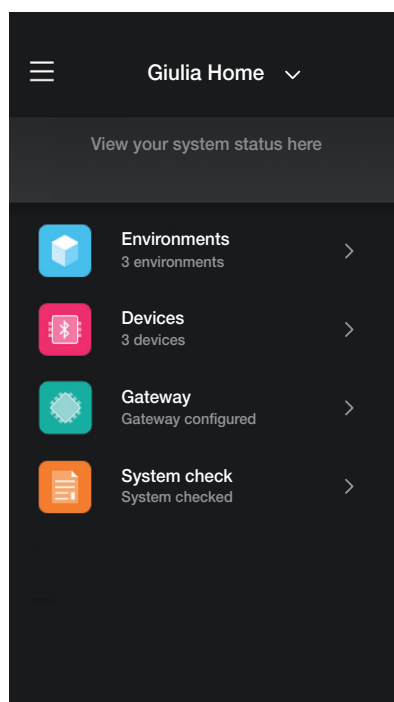 Giulia Home
View your system status here
Environments
3 environments
Devices
3 devices
Gateway
Gateway configured
System check
System checked